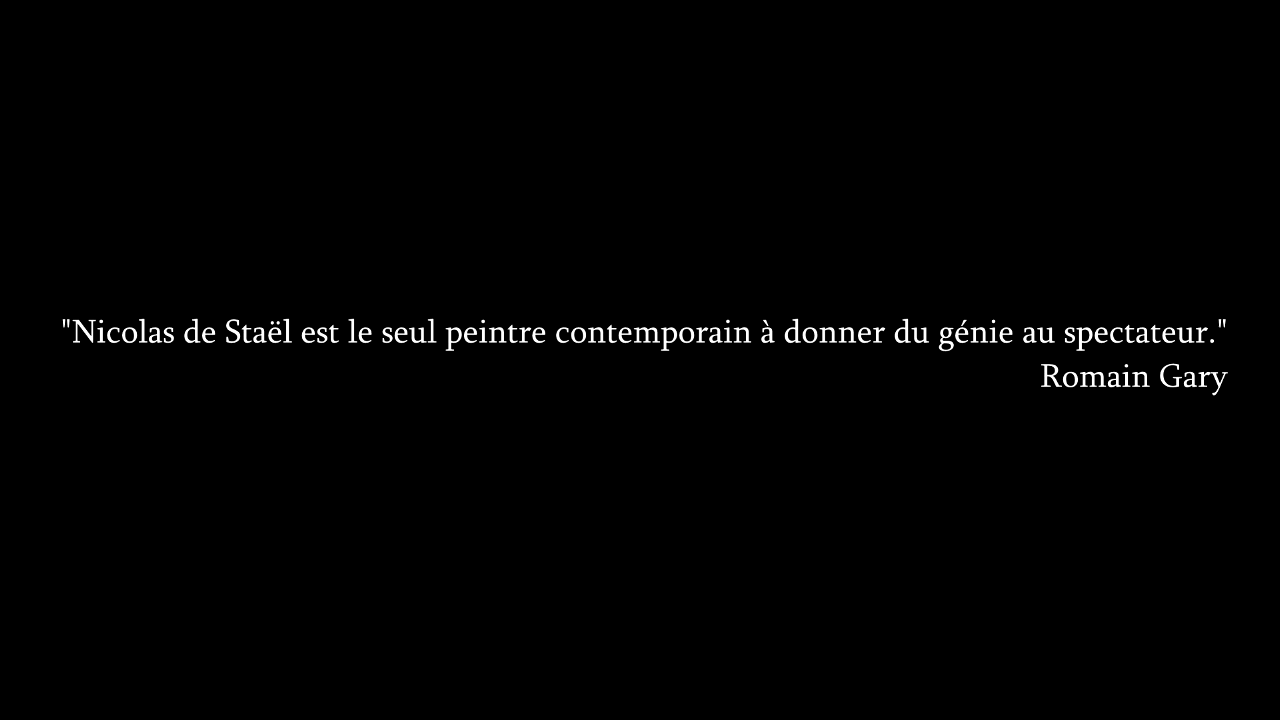 "Nicolas de Staël est le seul peintre contemporain à donner du génie au spectateur."
Romain Gary